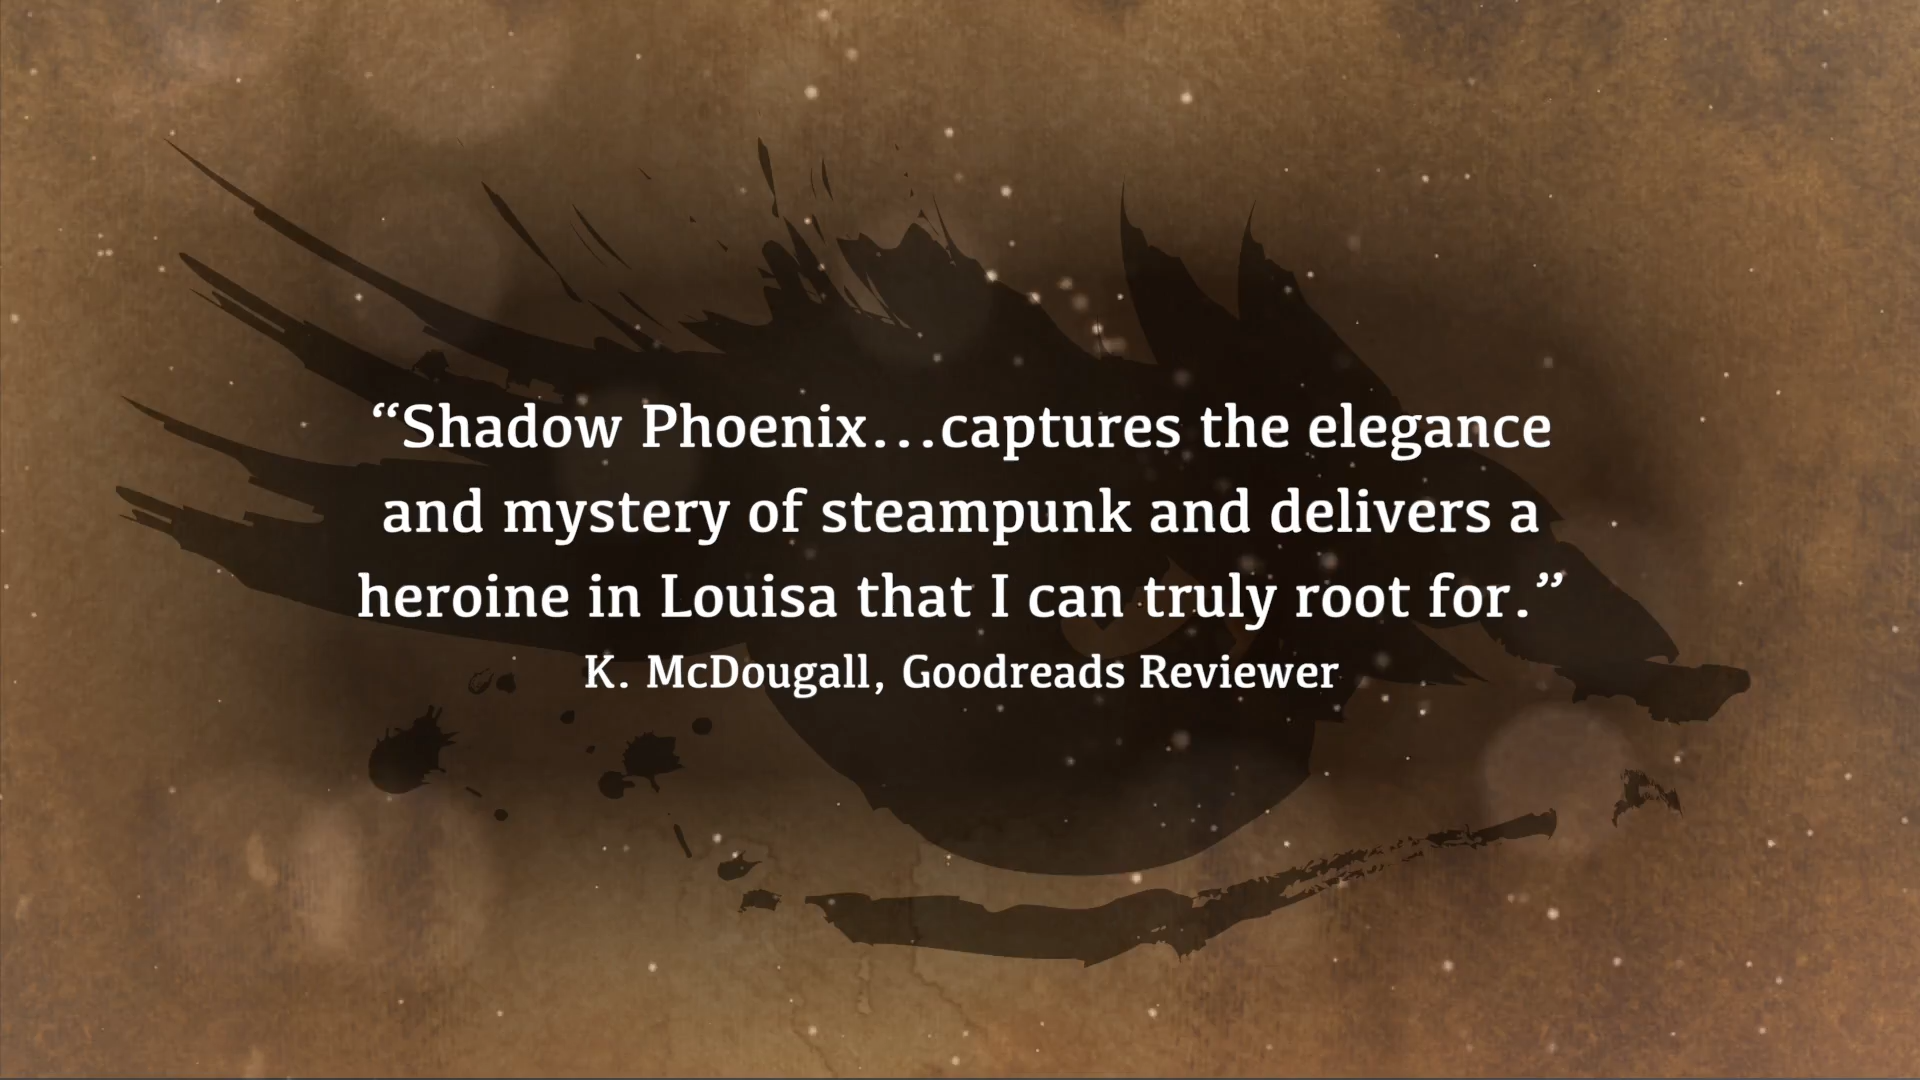 “Shadow Phoenix...captures the elegance
and mystery of steampunk and delivers a
heroine in Louisa that I can truly root for.”
K. McDougall, Goodreads Reviewer